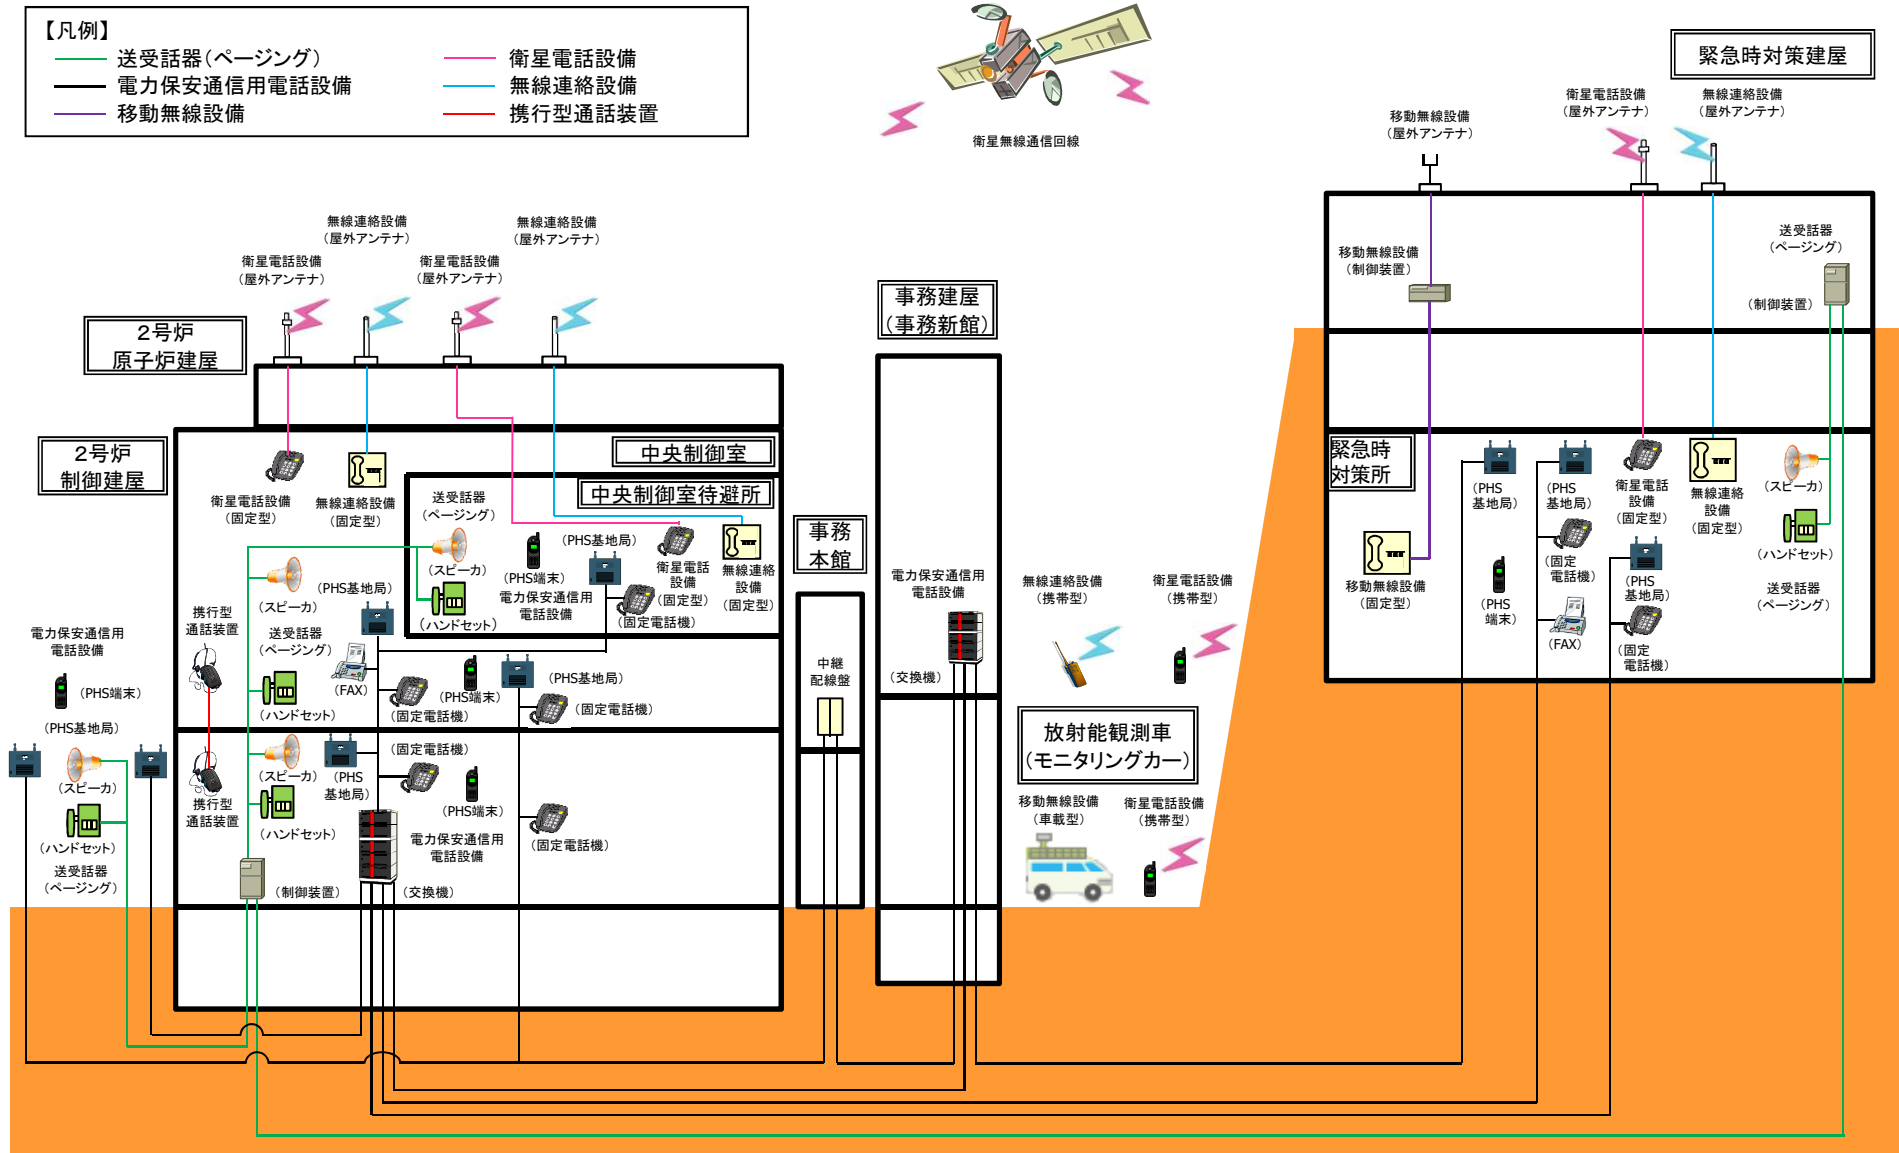 【凡例】
送受話器(ページング)
電力保安通信用電話設備
移動無線設備
衛星電話設備
無線連絡設備
携行型通話装置
衛星無線通信回線
緊急時対策建屋
衛星電話設備
(屋外アンテナ)
無線連絡設備
(屋外アンテナ)
移動無線設備
(屋外アンテナ)
移動無線設備
(制御装置)
送受話器
(ページング)
(制御装置)
緊急時
対策所
(PHS
基地局)
(PHS
基地局)
衛星電話
設備
(固定型)
無線連絡
設備
(固定型)
(スピーカ)
(ハンドセット)
送受話器
(ページング)
移動無線設備
(固定型)
(PHS
端末)
(固定
電話機)
(FAX)
(PHS
基地局)
(固定
電話機)
無線連絡設備
(屋外アンテナ)
無線連絡設備
(屋外アンテナ)
衛星電話設備
(屋外アンテナ)
衛星電話設備
(屋外アンテナ)
2号炉
原子炉建屋
2号炉
制御建屋
中央制御室
中央制御室待避所
衛星電話設備
(固定型)
無線連絡設備
(固定型)
送受話器
(ページング)
(スピーカ)
(ハンドセット)
(PHS端末)
電力保安通信用
電話設備
(PHS基地局)
(固定電話機)
衛星電話
設備
(固定型)
無線連絡
設備
(固定型)
(スピーカ)
(PHS基地局)
携行型
通話装置
送受話器
(ページング)
(ハンドセット)
(FAX)
(固定電話機)
(PHS端末)
(PHS基地局)
(固定電話機)
電力保安通信用
電話設備
(PHS端末)
(PHS基地局)
(スピーカ)
(ハンドセット)
送受話器
(ページング)
携行型
通話装置
(スピーカ)
(ハンドセット)
(PHS
基地局)
(固定電話機)
(PHS端末)
電力保安通信用
電話設備
(交換機)
(制御装置)
(固定電話機)
事務
本館
中継
配線盤
事務建屋
(事務新館)
電力保安通信用
電話設備
(交換機)
無線連絡設備
(携帯型)
衛星電話設備
(携帯型)
放射能観測車
(モニタリングカー)
移動無線設備
(車載型)
衛星電話設備
(携帯型)